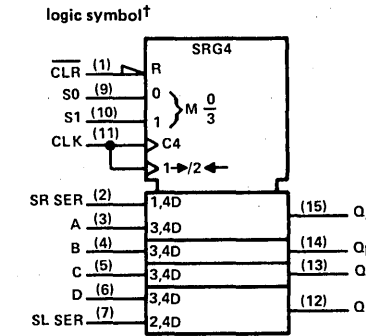 logic symbol†
SRG4
CLR (1) R
S0 (9) 0
S1 (10) 1 M 0/3
CLK (11) C4
1→/2←
SR SER (2) 1,4D
(15) Q
A (3) 3,4D
B (4) 3,4D (14) Q
C (5) 3,4D (13) Q
D (6) 3,4D
(12) Q
SL SER (7) 2,4D